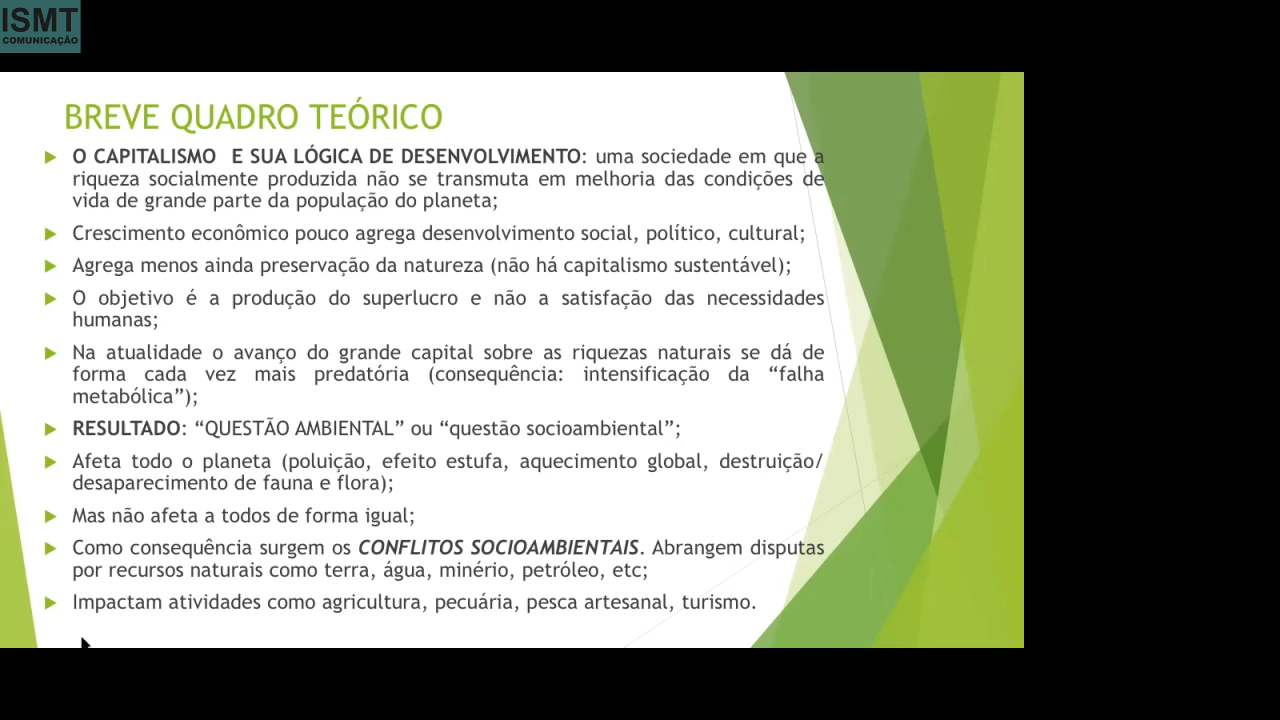 ISMT
COMUNICAÇÃO
BREVE QUADRO TEÓRICO
O CAPITALISMO E SUA LÓGICA DE DESENVOLVIMENTO: uma sociedade em que a
riqueza socialmente produzida não se transmuta em melhoria das condições de
vida de grande parte da população do planeta;
Crescimento econômico pouco agrega desenvolvimento social, político, cultural;
Agrega menos ainda preservação da natureza (não há capitalismo sustentável);
O objetivo é a produção do superlucro e não a satisfação das necessidades
humanas;
Na atualidade o avanço do grande capital sobre as riquezas naturais se dá de
forma cada vez mais predatória (consequência: intensificação da “falha
metabólica”);
RESULTADO: “QUESTÃO AMBIENTAL” ou “questão socioambiental”;
Afeta todo o planeta (poluição, efeito estufa, aquecimento global, destruição/
desaparecimento de fauna e flora);
Mas não afeta a todos de forma igual;
Como consequência surgem os CONFLITOS SOCIOAMBIENTAIS. Abrangem disputas
por recursos naturais como terra, água, minério, petróleo, etc;
Impactam atividades como agricultura, pecuária, pesca artesanal, turismo.